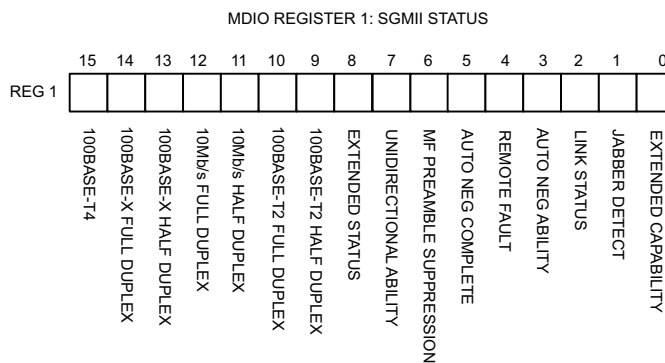 MDIO REGISTER 1: SGMII STATUS
15 14 13 12 11 10 9 8 7 6 5 4 3 2 1 0
REG 1
100BASE-T4
100BASE-X FULL DUPLEX
100BASE-X HALF DUPLEX
10Mb/s FULL DUPLEX
10Mb/s HALF DUPLEX
100BASE-T2 FULL DUPLEX
100BASE-T2 HALF DUPLEX
EXTENDED STATUS
UNIDIRECTIONAL ABILITY
MF PREAMBLE SUPPRESSION
AUTO NEG COMPLETE
REMOTE FAULT
AUTO NEG ABILITY
LINK STATUS
JABBER DETECT
EXTENDED CAPABILITY